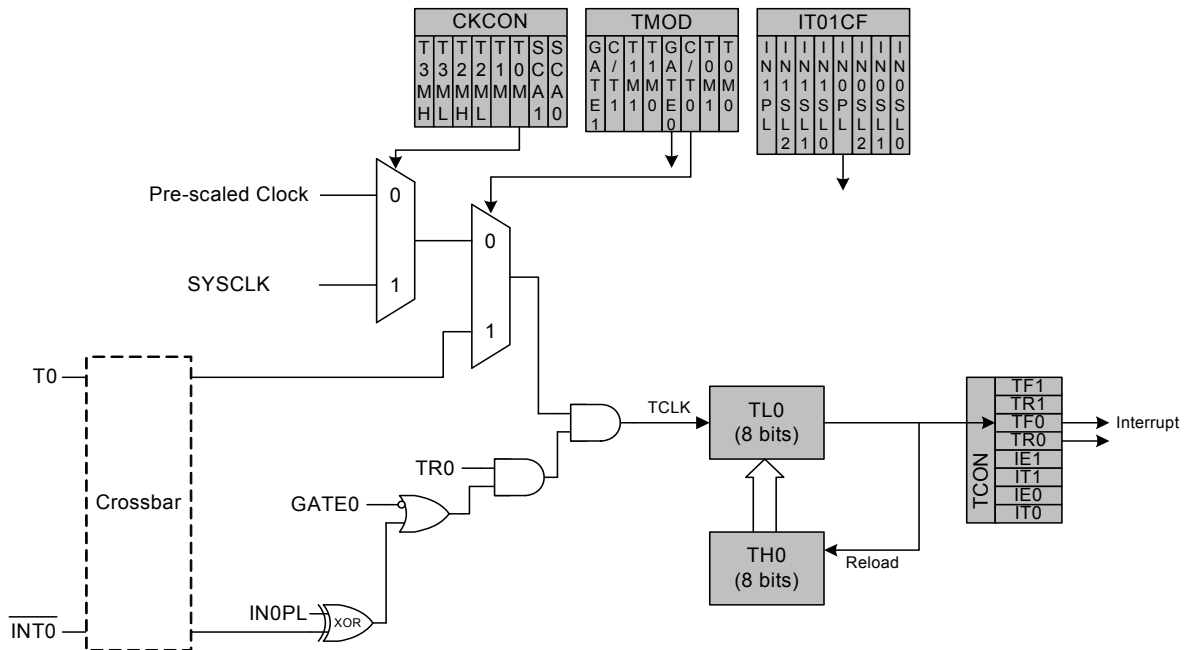 CKCON
T3MH
T3ML
T2MH
T2ML
T1M
T0M
SCA1
SCA0
TMOD
GATE1
C/T1
T1M1
T1M0
GATE0
C/T0
T0M1
T0M0
IT01CF
IN1PL
IN1SL2
IN1SL1
IN1SL0
IN0PL
IN0SL2
IN0SL1
IN0SL0
Pre-scaled Clock
0
SYSCLK
1
0
1
T0
Crossbar
INT0
GATE0
TR0
IN0PL
XOR
TCLK
TL0
(8 bits)
TH0
(8 bits)
Reload
TCON
TF1
TR1
TF0
TR0
IE1
IT1
IE0
IT0
Interrupt